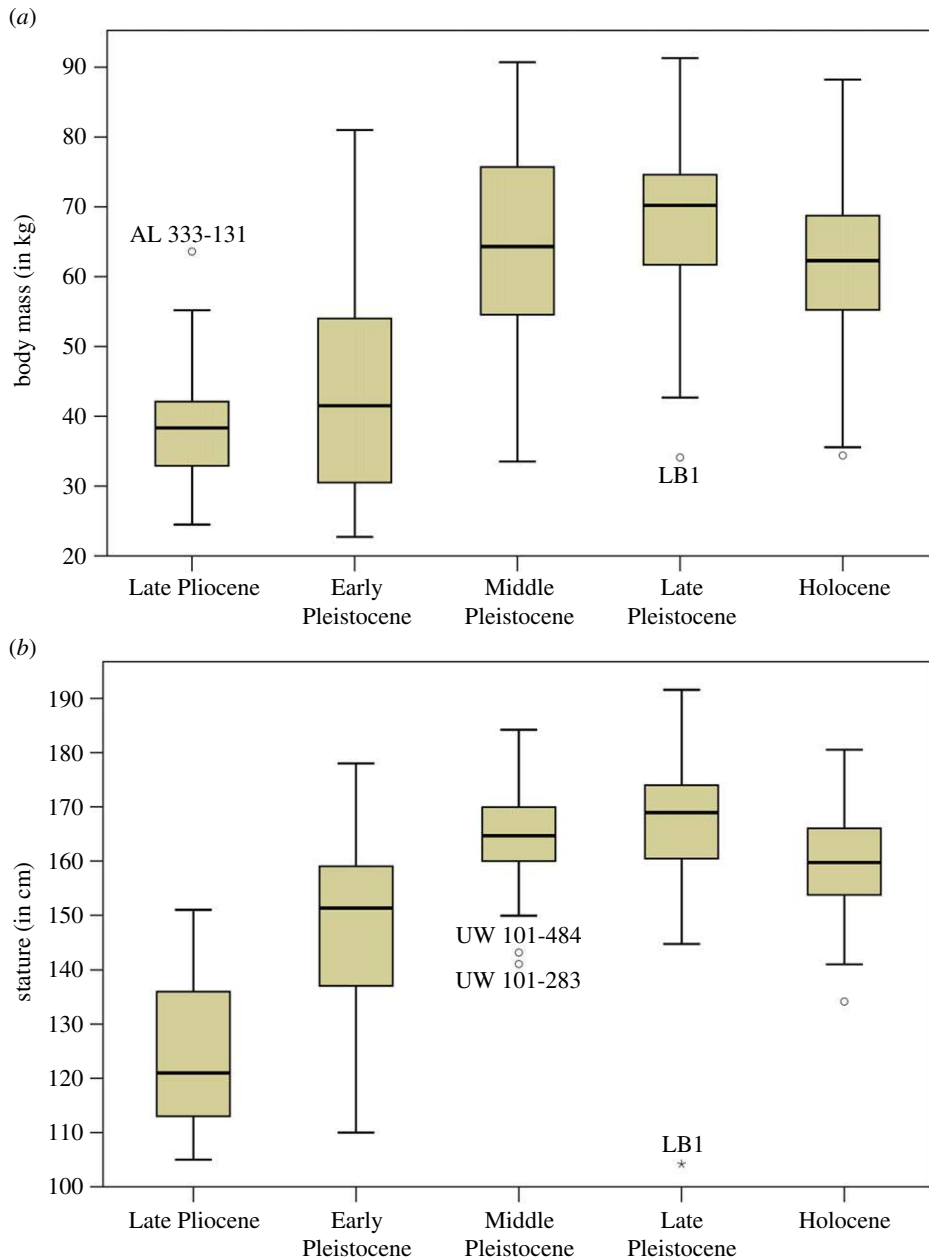 (a)
90
80
70
60
50
40
30
20
body mass (in kg)
AL 333-131
LB1
Late Pliocene
Early
Pleistocene
Middle
Pleistocene
Late
Pleistocene
Holocene
(b)
190
180
170
160
150
140
130
120
110
100
stature (in cm)
UW 101-484
UW 101-283
LB1
Late Pliocene
Early
Pleistocene
Middle
Pleistocene
Late
Pleistocene
Holocene